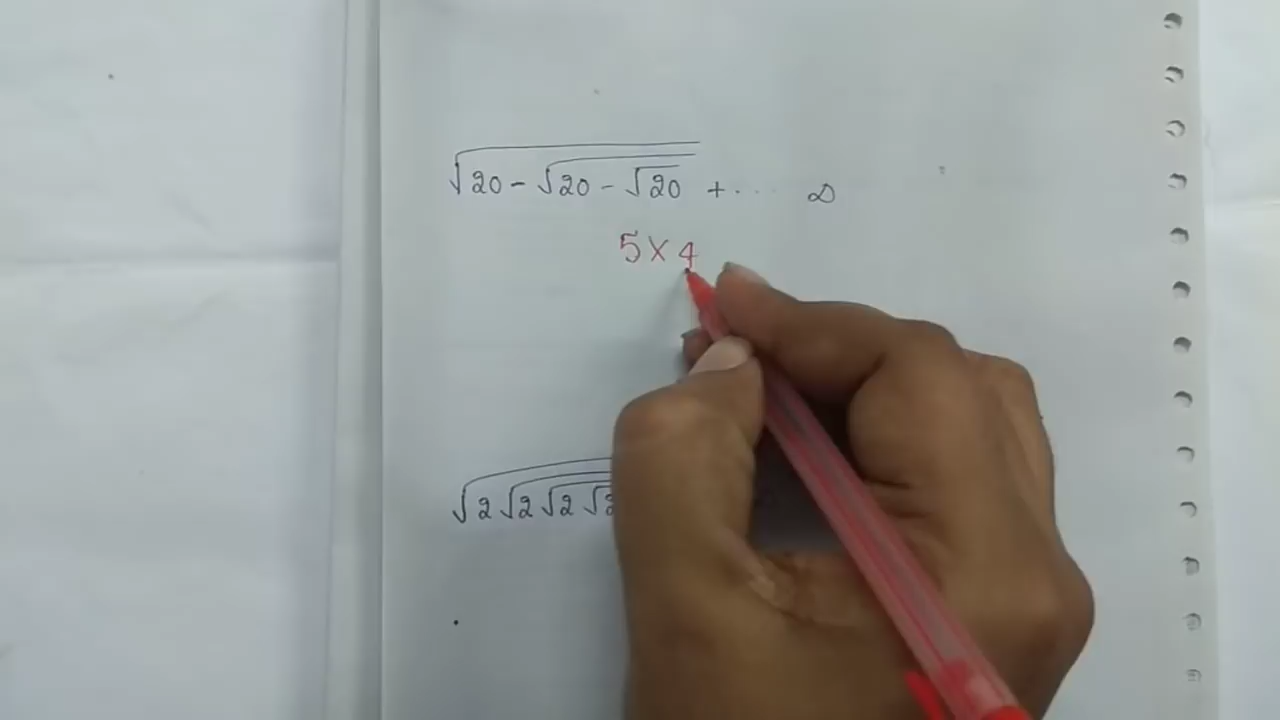 √20 - √20 - √20 + ... ∞
5 × 4
√2 √2 √2 √2